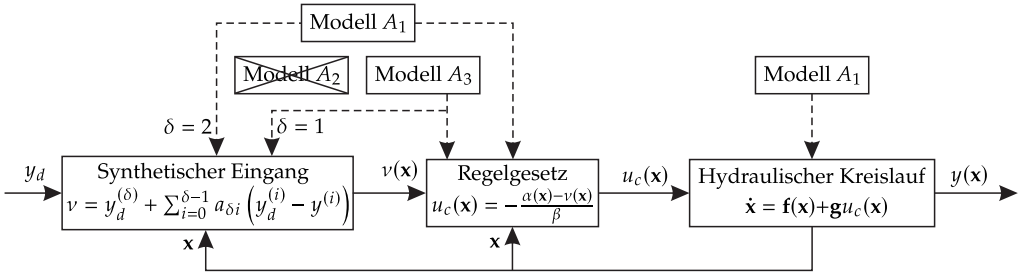 Modell A₁
Modell A₂
Modell A₃
Modell A₁
δ = 2
δ = 1
y_d
Synthetischer Eingang
ν = y_d^(δ) + ∑_{i=0}^{δ−1} a_{δi} (y_d^(i) − y^(i))
ν(x)
Regelgesetz
u_c(x) = −(α(x)−ν(x))/β
u_c(x)
Hydraulischer Kreislauf
ẋ = f(x)+gu_c(x)
y(x)
x
x